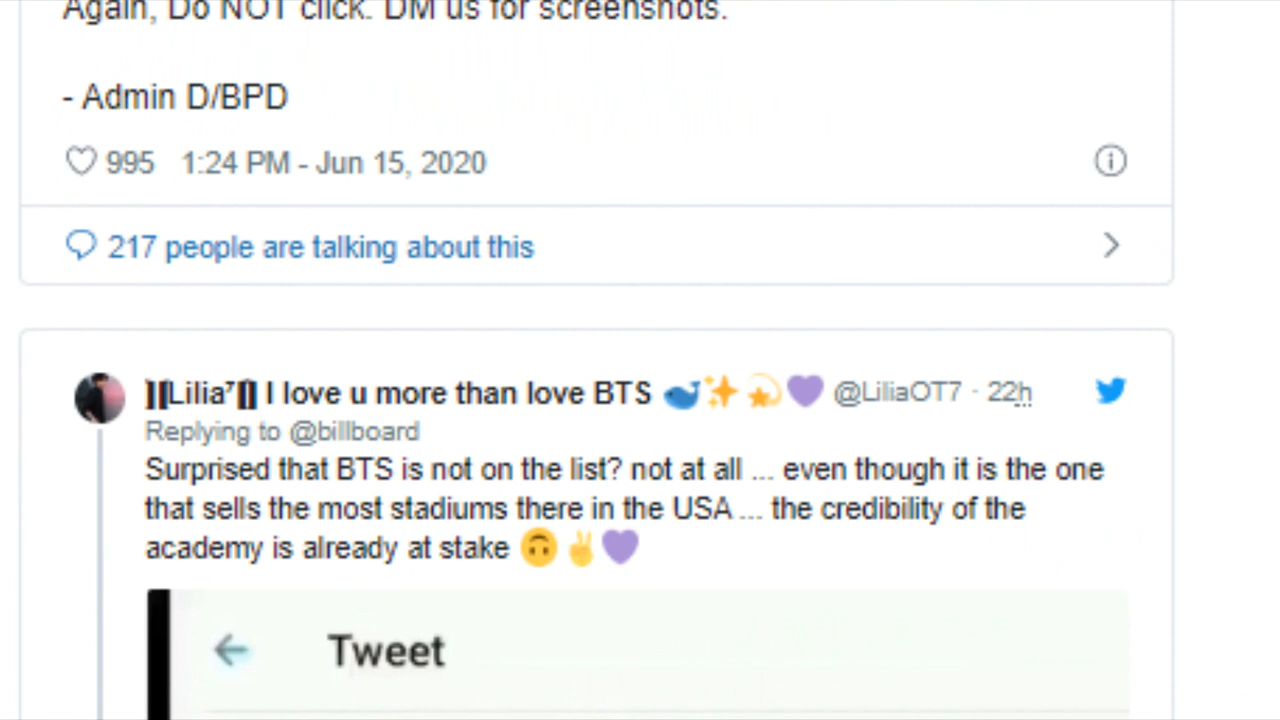 Again, Do NOT click. DM us for screenshots.
- Admin D/BPD
995 1:24 PM - Jun 15, 2020
217 people are talking about this
Lilia⁷ I love u more than love BTS 🐳✨💫💜 @LiliaOT7 · 22h
Replying to @billboard
Surprised that BTS is not on the list? not at all ... even though it is the one
that sells the most stadiums there in the USA ... the credibility of the
academy is already at stake 🙃✌️💜
Tweet